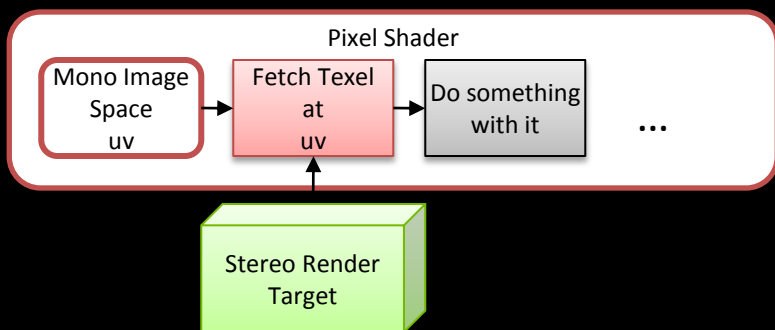 Pixel Shader
Mono Image
Space
uv
Fetch Texel
at
uv
Do something
with it
...
Stereo Render
Target